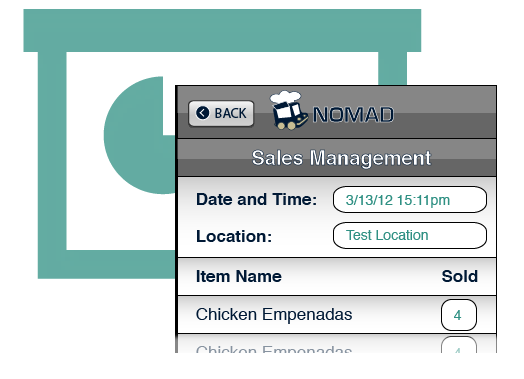 BACK
NOMAD
Sales Management
Date and Time: 3/13/12 15:11pm
Location: Test Location
Item Name Sold
Chicken Empenadas 4
Chicken Empenadas 4